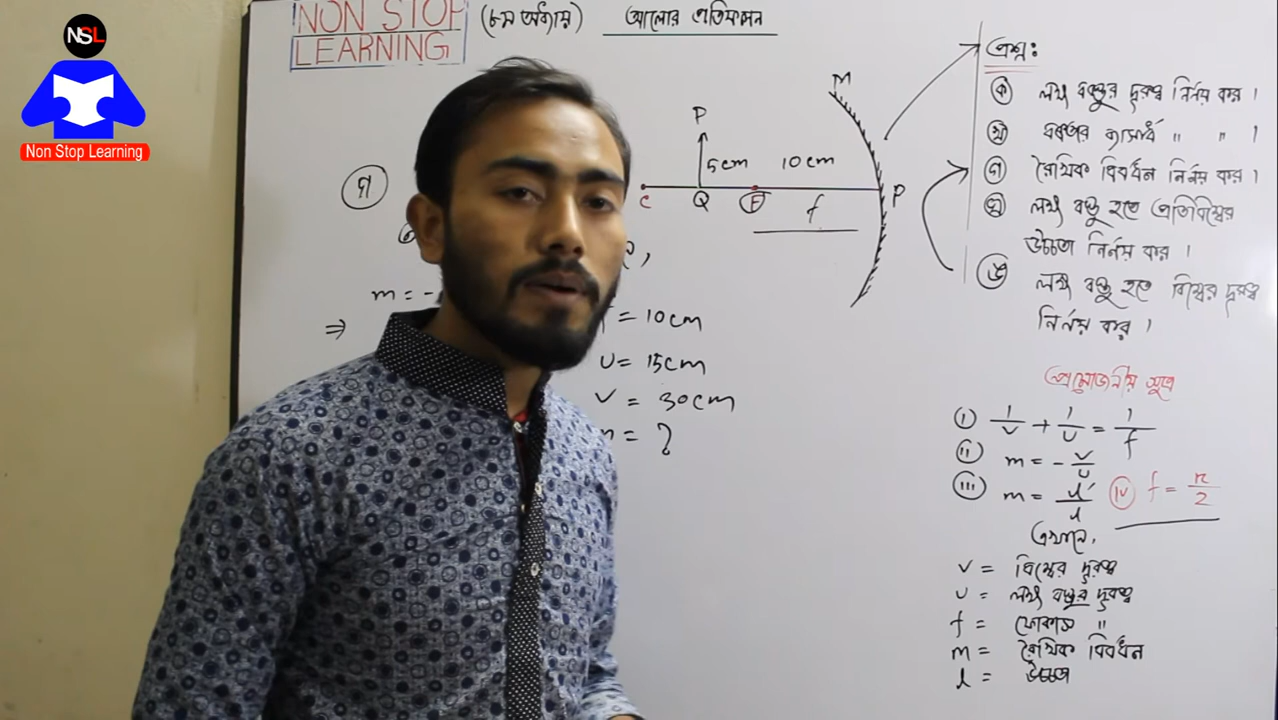 NSL
Non Stop Learning
NON STOP
LEARNING
(৮ম অধ্যায়) আলোর প্রতিফলন
গ
m = -
⇒
f = 10cm
u = 15cm
v = 30cm
m = ?
P
5cm 10cm
M
C Q F f P
প্রশ্ন:
ক লক্ষ্য বস্তুর দূরত্ব নির্ণয় কর।
খ বক্রতার ব্যাসার্ধ " " ।
গ রৈখিক বিবর্ধন নির্ণয় কর।
ঘ লক্ষ্য বস্তু হতে প্রতিবিম্বের
উচ্চতা নির্ণয় কর।
ঙ লক্ষ্য বস্তু হতে বিম্বের দূরত্ব
নির্ণয় কর।
প্রয়োজনীয় সূত্র
i) 1/v + 1/u = 1/f
ii) m = - v/u
iii) m = l′/l iv) f = r/2
এখানে,
v = বিম্বের দূরত্ব
u = লক্ষ্য বস্তুর দূরত্ব
f = ফোকাস "
m = রৈখিক বিবর্ধন
l = উচ্চতা